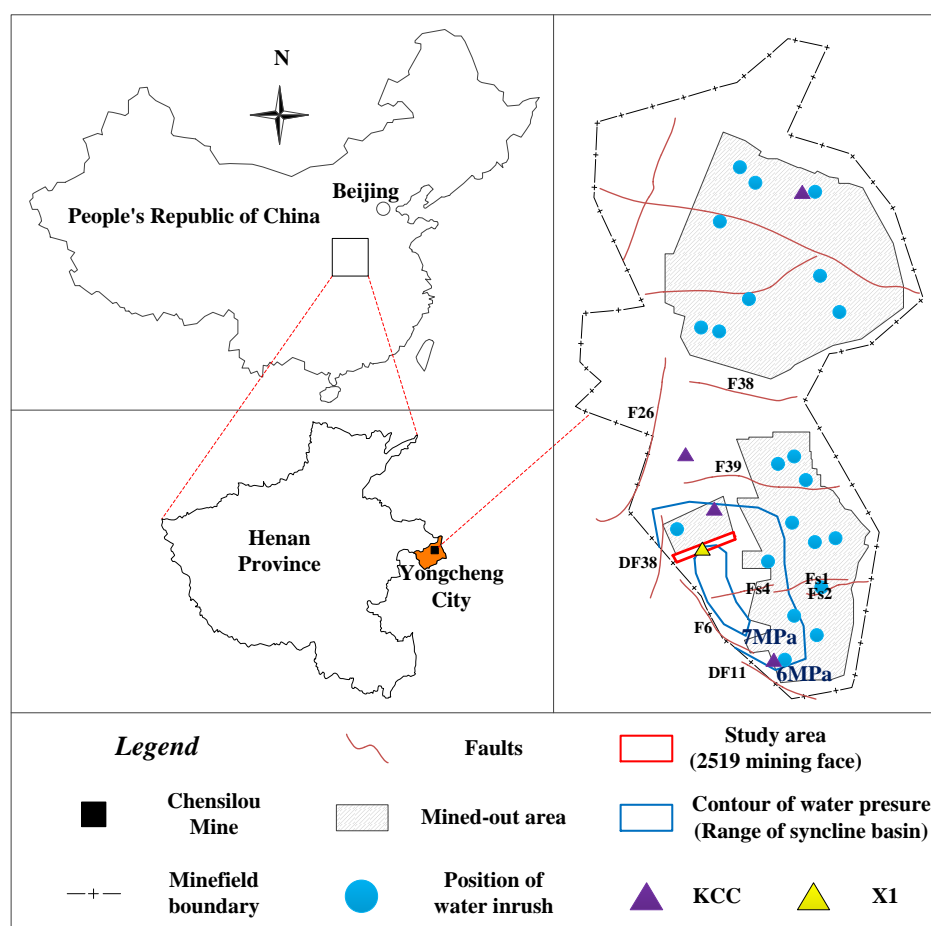 N
Beijing
People's Republic of China
Henan
Province
Yongcheng
City
F38
F26
F39
DF38
Fs1
Fs4
Fs2
F6
7MPa
DF11
6MPa
Legend
Faults
Study area
(2519 mining face)
Chensilou
Mine
Mined-out area
Contour of water presure
(Range of syncline basin)
Minefield
boundary
Position of
water inrush
KCC
X1